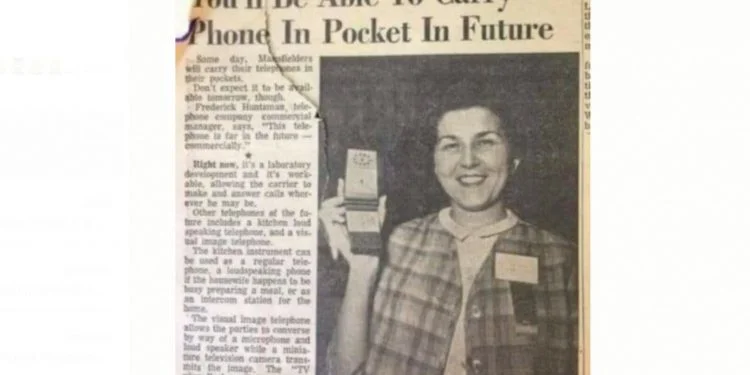 You'll Be Able To Carry
Phone In Pocket In Future
Some day, Mansfielders
will carry their telephones in
their pockets.
Don't expect it to be avail-
able tomorrow, though.
Frederick Huntsman, tele-
phone company commercial
manager, says, "This tele-
phone is far in the future —
commercially."
★
Right now, it's a laboratory
development and it's work-
able, allowing the carrier to
make and answer calls wher-
ever he may be.
Other telephones of the fu-
ture includes a kitchen loud
speaking telephone, and a vis-
ual image telephone.
The kitchen instrument can
be used as a regular tele-
phone, a loudspeaking phone
if the housewife happens to be
busy preparing a meal, or as
an intercom station for the
home.
The visual image telephone
allows the parties to converse
by way of a microphone and
loud speaker while a minia-
ture television camera trans-
mits the image. The "TV